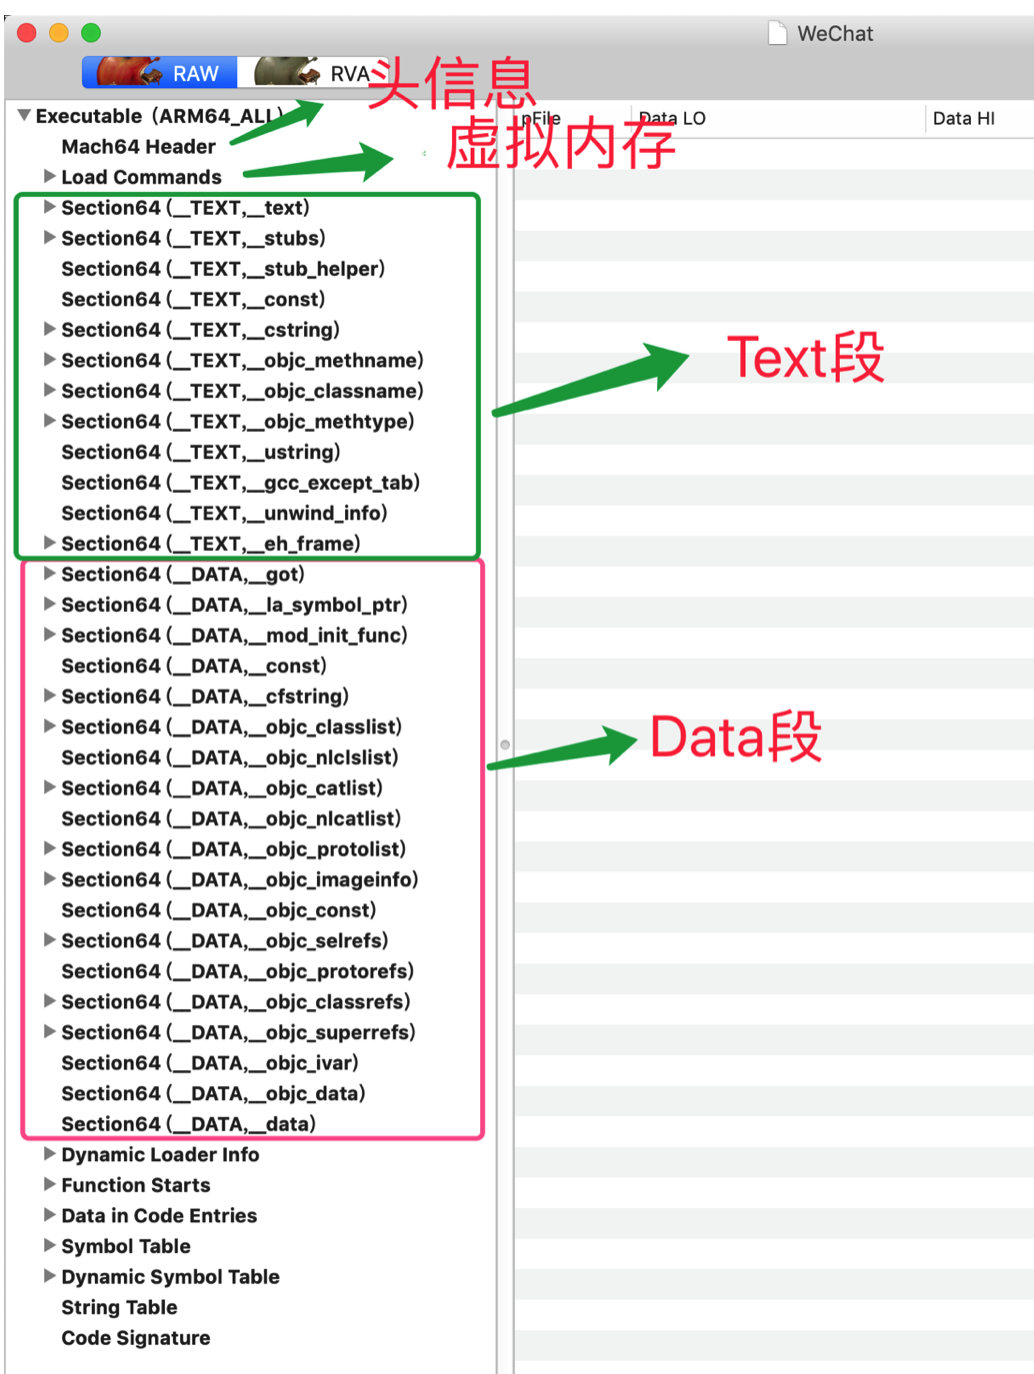 WeChat
RAW
RVA
头信息
Executable (ARM64_ALL)
pFile
Data LO
Data HI
Mach64 Header
虚拟内存
Load Commands
Section64 (__TEXT,__text)
Section64 (__TEXT,__stubs)
Section64 (__TEXT,__stub_helper)
Section64 (__TEXT,__const)
Section64 (__TEXT,__cstring)
Section64 (__TEXT,__objc_methname)
Text段
Section64 (__TEXT,__objc_classname)
Section64 (__TEXT,__objc_methtype)
Section64 (__TEXT,__ustring)
Section64 (__TEXT,__gcc_except_tab)
Section64 (__TEXT,__unwind_info)
Section64 (__TEXT,__eh_frame)
Section64 (__DATA,__got)
Section64 (__DATA,__la_symbol_ptr)
Section64 (__DATA,__mod_init_func)
Section64 (__DATA,__const)
Section64 (__DATA,__cfstring)
Section64 (__DATA,__objc_classlist)
Data段
Section64 (__DATA,__objc_nlclslist)
Section64 (__DATA,__objc_catlist)
Section64 (__DATA,__objc_nlcatlist)
Section64 (__DATA,__objc_protolist)
Section64 (__DATA,__objc_imageinfo)
Section64 (__DATA,__objc_const)
Section64 (__DATA,__objc_selrefs)
Section64 (__DATA,__objc_protorefs)
Section64 (__DATA,__objc_classrefs)
Section64 (__DATA,__objc_superrefs)
Section64 (__DATA,__objc_ivar)
Section64 (__DATA,__objc_data)
Section64 (__DATA,__data)
Dynamic Loader Info
Function Starts
Data in Code Entries
Symbol Table
Dynamic Symbol Table
String Table
Code Signature